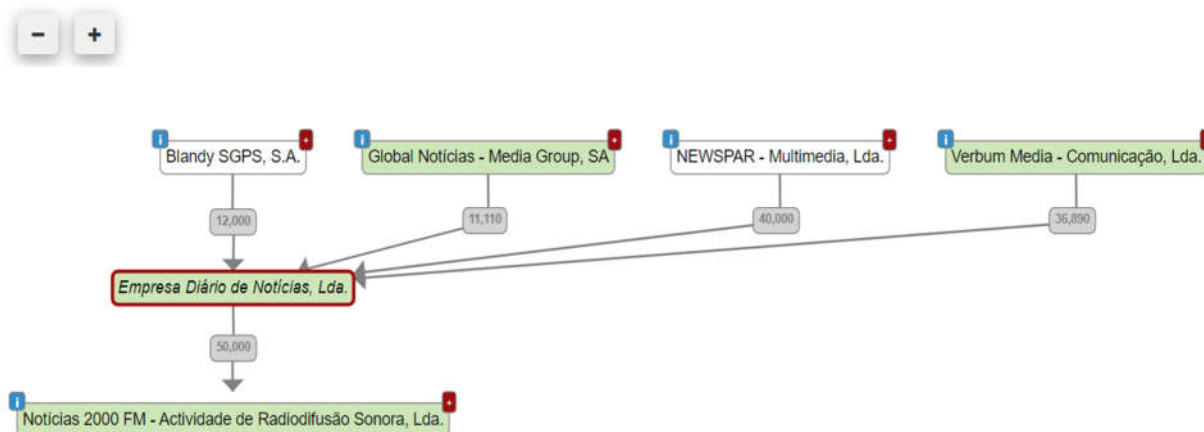 − +
i Blandy SGPS, S.A. +
i Global Notícias - Media Group, SA +
i NEWSPAR - Multimedia, Lda. +
i Verbum Media - Comunicação, Lda. +
12,000
11,110
40,000
36,890
Empresa Diário de Notícias, Lda.
50,000
i Notícias 2000 FM - Actividade de Radiodifusão Sonora, Lda. +